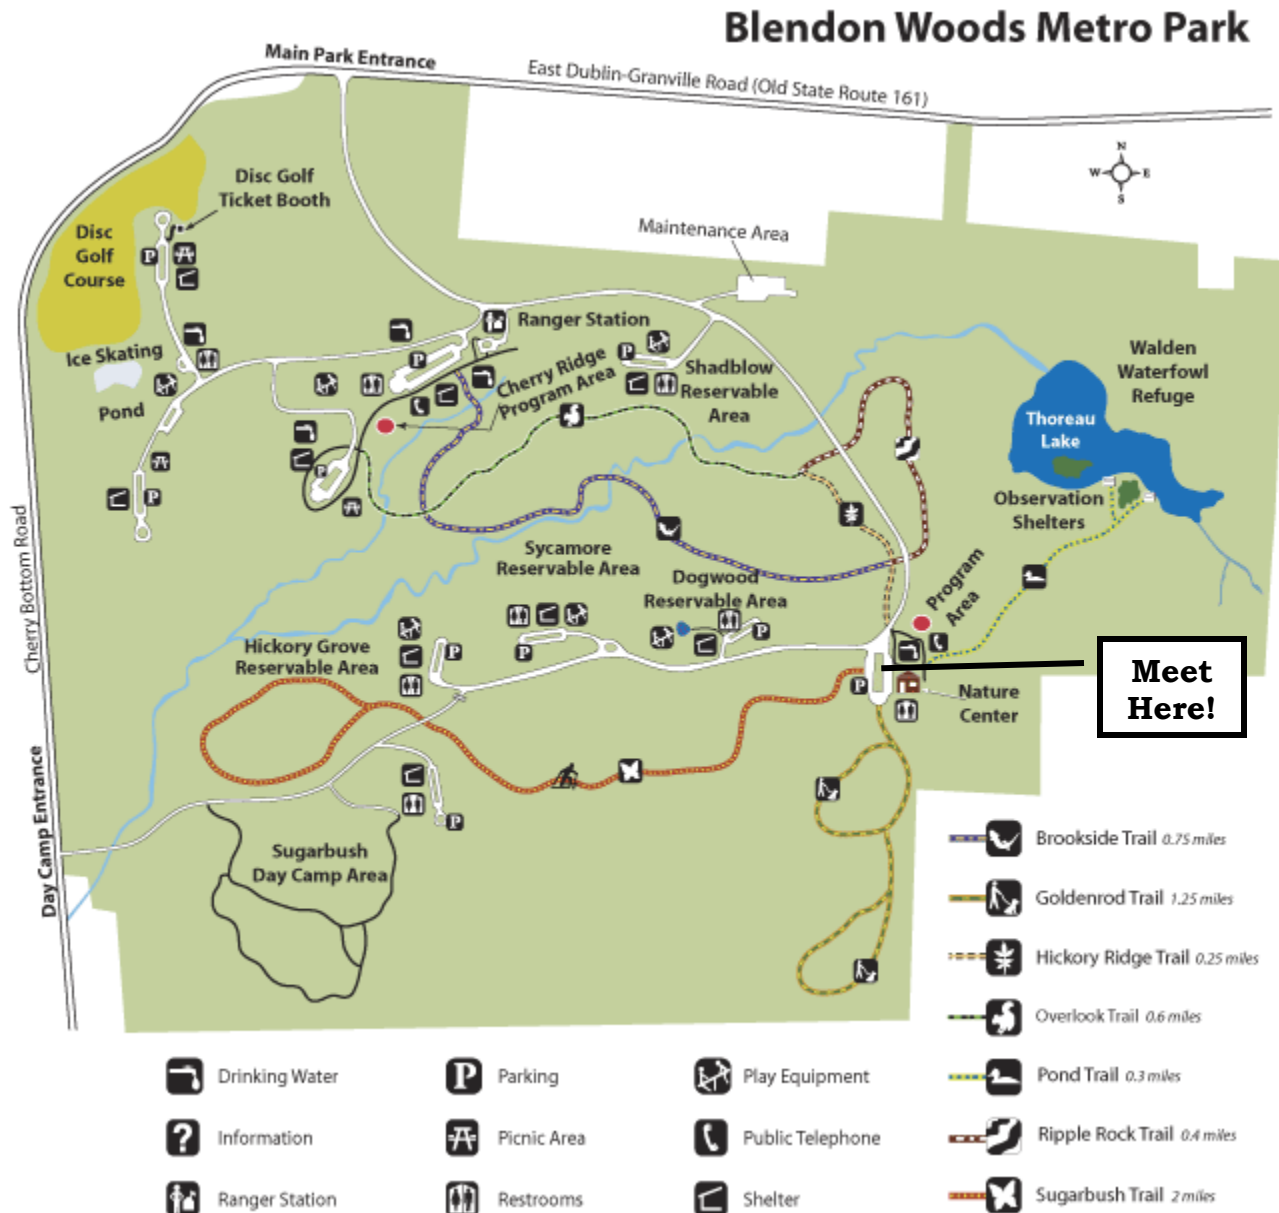 Blendon Woods Metro Park
Main Park Entrance
East Dublin-Granville Road (Old State Route 161)
N
W E
S
Disc Golf
Ticket Booth
Disc
Golf
Course
P
Maintenance Area
Ice Skating
Pond
Ranger Station
P
P
Cherry Ridge
Program Area
Shadblow
Reservable
Area
Walden
Waterfowl
Refuge
Thoreau
Lake
Observation
Shelters
P
P
Cherry Bottom Road
Sycamore
Reservable Area
Dogwood
Reservable Area
Program
Area
P
P
P
Hickory Grove
Reservable Area
P
Nature
Center
Meet
Here!
Day Camp Entrance
P
Sugarbush
Day Camp Area
Brookside Trail 0.75 miles
Goldenrod Trail 1.25 miles
Hickory Ridge Trail 0.25 miles
Overlook Trail 0.6 miles
Pond Trail 0.3 miles
Ripple Rock Trail 0.4 miles
Sugarbush Trail 2 miles
Drinking Water
P Parking
Play Equipment
? Information
Picnic Area
Public Telephone
Ranger Station
Restrooms
Shelter